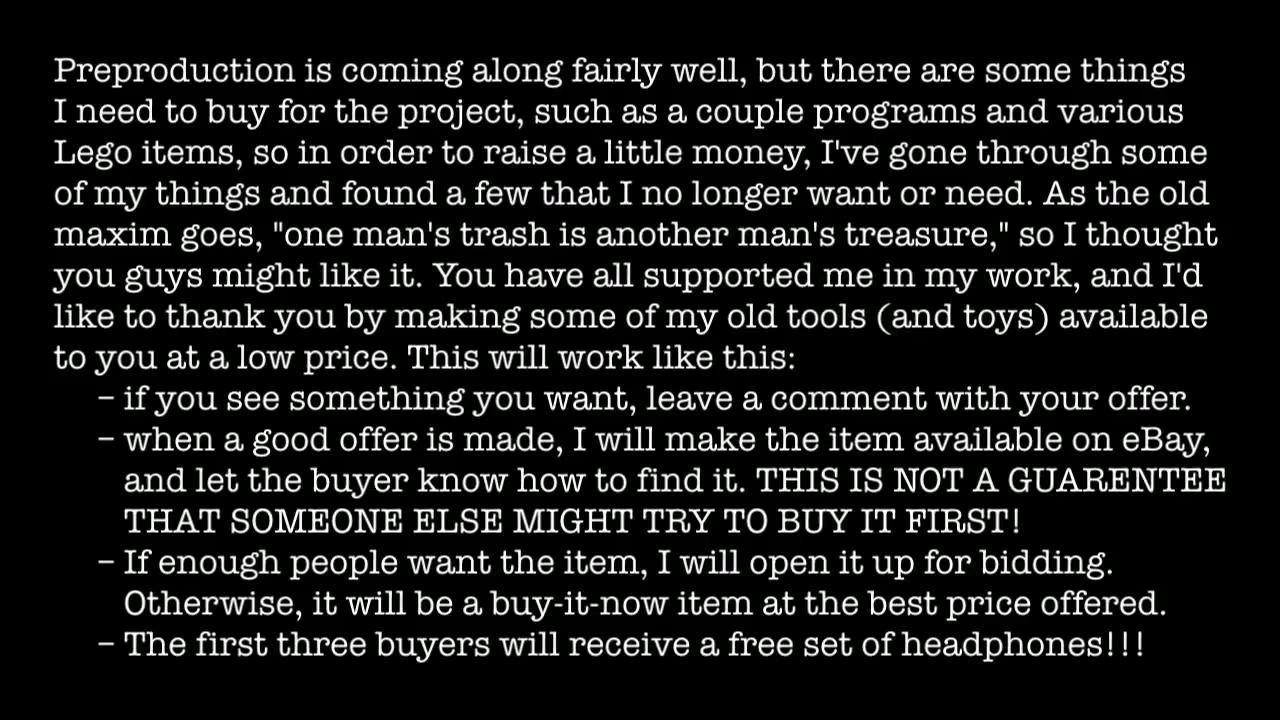 Preproduction is coming along fairly well, but there are some things
I need to buy for the project, such as a couple programs and various
Lego items, so in order to raise a little money, I've gone through some
of my things and found a few that I no longer want or need. As the old
maxim goes, "one man's trash is another man's treasure," so I thought
you guys might like it. You have all supported me in my work, and I'd
like to thank you by making some of my old tools (and toys) available
to you at a low price. This will work like this:
– if you see something you want, leave a comment with your offer.
– when a good offer is made, I will make the item available on eBay,
and let the buyer know how to find it. THIS IS NOT A GUARENTEE
THAT SOMEONE ELSE MIGHT TRY TO BUY IT FIRST!
– If enough people want the item, I will open it up for bidding.
Otherwise, it will be a buy-it-now item at the best price offered.
– The first three buyers will receive a free set of headphones!!!